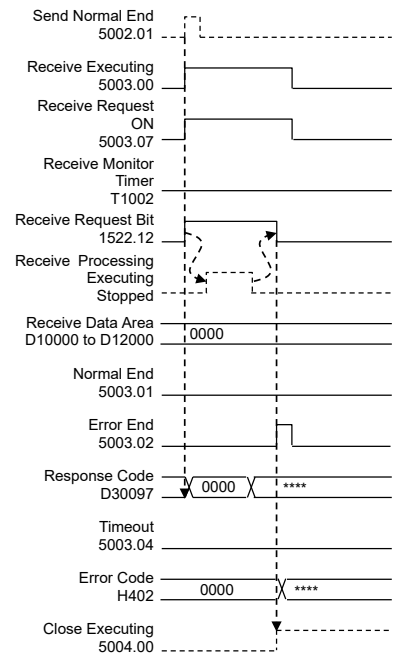 Send Normal End
5002.01
Receive Executing
5003.00
Receive Request
ON
5003.07
Receive Monitor
Timer
T1002
Receive Request Bit
1522.12
Receive Processing
Executing
Stopped
Receive Data Area
D10000 to D12000
0000
Normal End
5003.01
Error End
5003.02
Response Code
D30097
0000
****
Timeout
5003.04
Error Code
H402
0000
****
Close Executing
5004.00